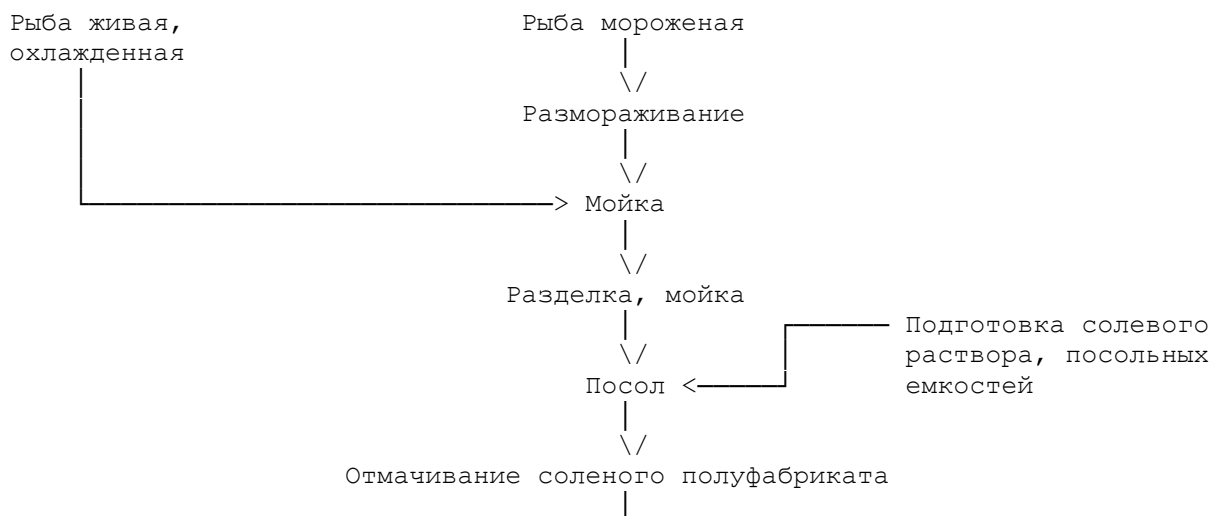 Рыба живая,
охлажденная
Рыба мороженая
Размораживание
Мойка
Разделка, мойка
Подготовка солевого
раствора, посольных
емкостей
Посол
Отмачивание соленого полуфабриката